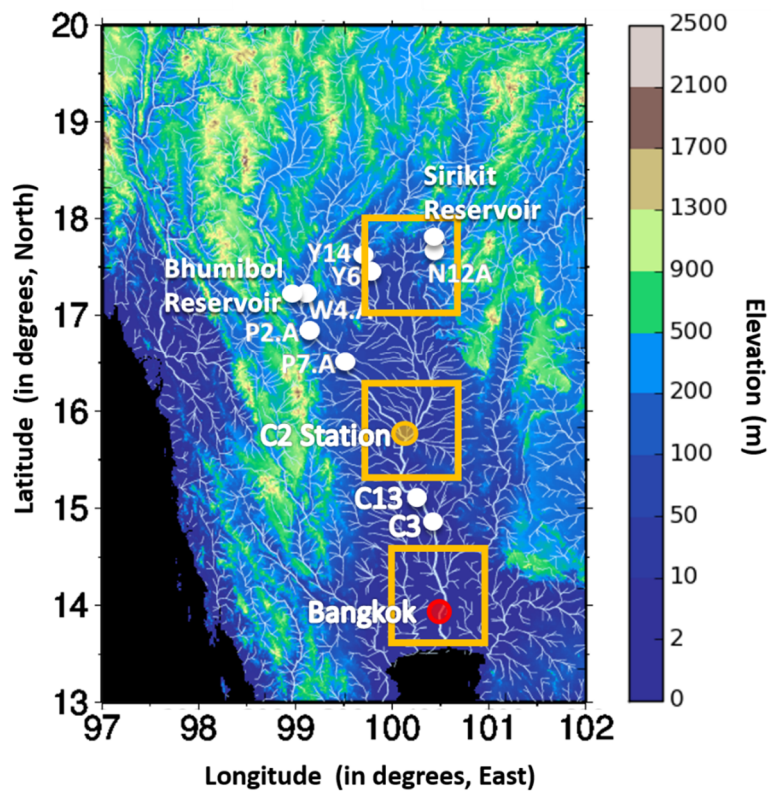 20
19
18
17
16
15
14
13
97
98
99
100
101
102
Latitude (in degrees, North)
Longitude (in degrees, East)
Sirikit
Reservoir
Y14
Y6
N12A
Bhumibol
Reservoir
W4.A
P2.A
P7.A
C2 Station
C13
C3
Bangkok
2500
2100
1700
1300
900
500
200
100
50
10
2
0
Elevation (m)